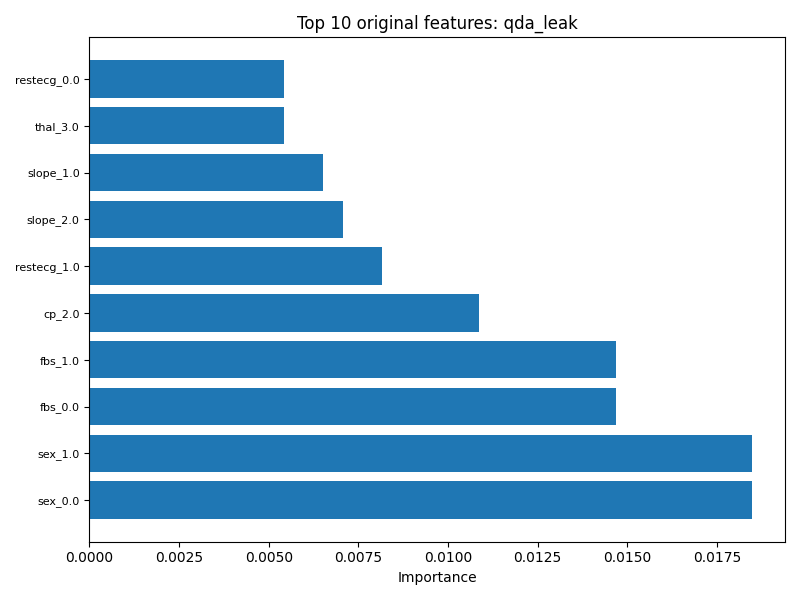 Top 10 original features: qda_leak
restecg_0.0
thal_3.0
slope_1.0
slope_2.0
restecg_1.0
cp_2.0
fbs_1.0
fbs_0.0
sex_1.0
sex_0.0
0.0000 0.0025 0.0050 0.0075 0.0100 0.0125 0.0150 0.0175
Importance